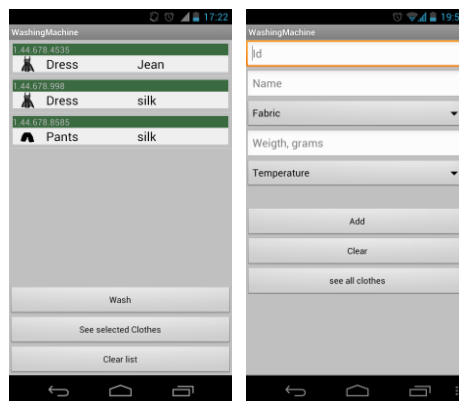 17:22
WashingMachine
1.44.678.4535
Dress Jean
1.44.678.998
Dress silk
1.44.678.8585
Pants silk
Wash
See selected Clothes
Clear list
19:5
WashingMachine
Id
Name
Fabric
Weigth, grams
Temperature
Add
Clear
see all clothes